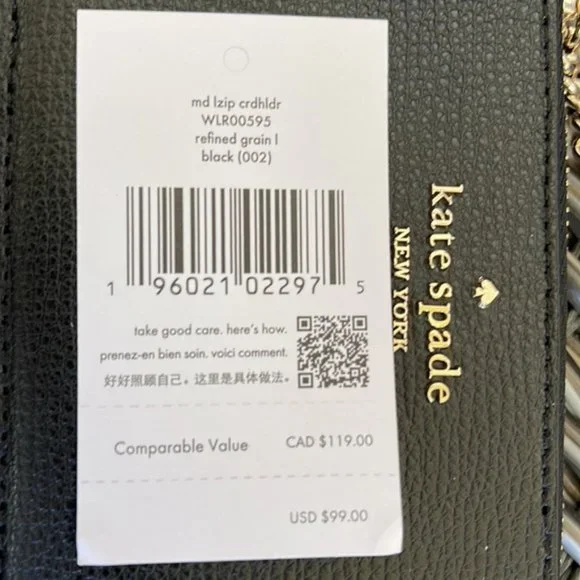 md lzip crdhldr
WLR00595
refined grain l
black (002)
1 96021 02297 5
take good care. here's how.
prenez-en bien soin. voici comment.
好好照顾自己。这里是具体做法。
Comparable Value CAD $119.00
USD $99.00
kate spade
NEW YORK